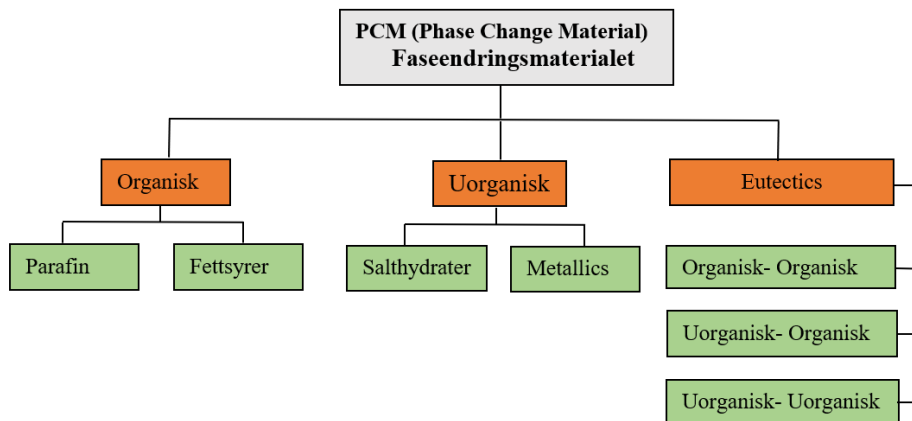 PCM (Phase Change Material)
Faseendringsmaterialet
Organisk
Uorganisk
Eutectics
Parafin
Fettsyrer
Salthydrater
Metallics
Organisk- Organisk
Uorganisk- Organisk
Uorganisk- Uorganisk